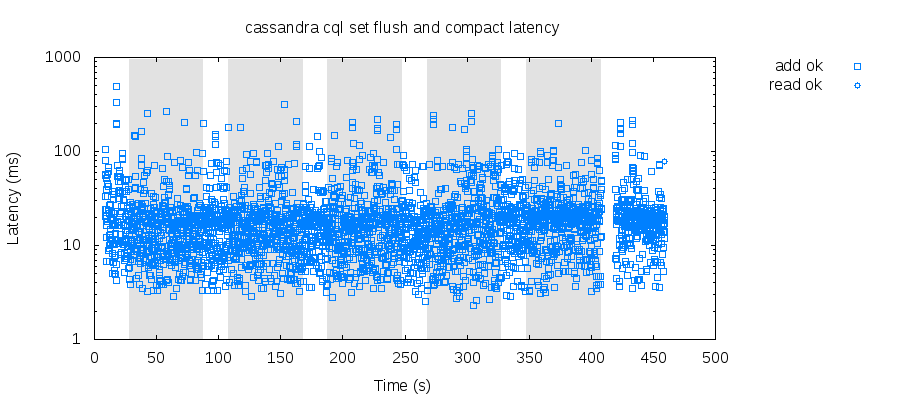 cassandra cql set flush and compact latency
add ok
read ok
Latency (ms)
1000
100
10
1
0 50 100 150 200 250 300 350 400 450 500
Time (s)